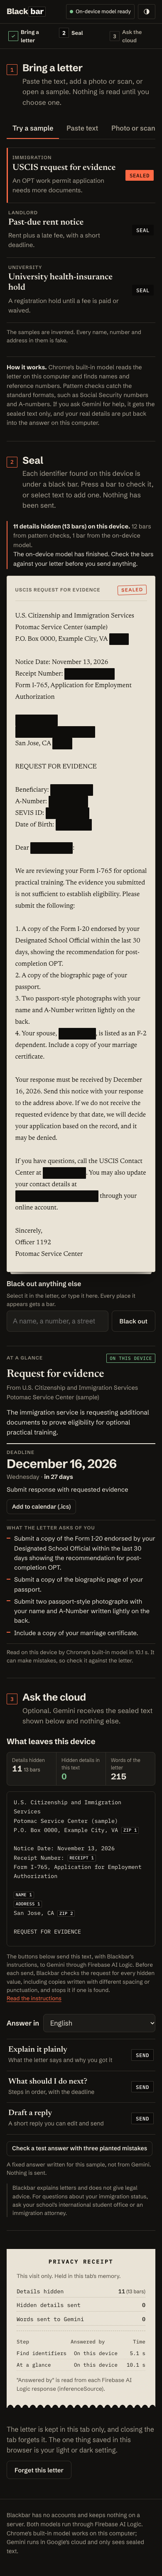 Black bar
On-device model ready
Bring a letter
2 Seal
3 Ask the cloud
1 Bring a letter
Paste the text, add a photo, or open a scan. Nothing is read until you choose one.
Try a sample
Paste text
Photo or scan
IMMIGRATION
USCIS request for evidence
An OPT work permit application needs more documents.
SEALED
LANDLORD
Past-due rent notice
Rent plus a late fee, with a short deadline.
SEAL
UNIVERSITY
University health-insurance hold
A registration hold until a fee is paid or waived.
SEAL
The samples are invented. Every name, number and address in them is fake.
How it works. Chrome's built-in model reads the letter on this computer and finds names and reference numbers. Pattern checks catch the standard formats, such as Social Security numbers and A-numbers. If you ask Gemini for help, it gets the sealed text only, and your real details are put back into the answer on this computer.
2 Seal
Each identifier found on this device is under a black bar. Press a bar to check it, or select text to add one. Nothing has been sent.
11 details hidden (13 bars) on this device. 12 bars from pattern checks, 1 bar from the on-device model.
The on-device model has finished. Check the bars against your letter before you send anything.
USCIS REQUEST FOR EVIDENCE
SEALED
U.S. Citizenship and Immigration Services
Potomac Service Center (sample)
P.O. Box 0000, Example City, VA
Notice Date: November 13, 2026
Receipt Number:
Form I-765, Application for Employment Authorization
San Jose, CA
REQUEST FOR EVIDENCE
Beneficiary:
A-Number:
SEVIS ID:
Date of Birth:
Dear :
We are reviewing your Form I-765 for optional practical training. The evidence you submitted is not sufficient to establish eligibility. Please submit the following:
1. A copy of the Form I-20 endorsed by your Designated School Official within the last 30 days, showing the recommendation for post-completion OPT.
2. A copy of the biographic page of your passport.
3. Two passport-style photographs with your name and A-Number written lightly on the back.
4. Your spouse, , is listed as an F-2 dependent. Include a copy of your marriage certificate.
Your response must be received by December 16, 2026. Send this notice with your response to the address above. If we do not receive the requested evidence by that date, we will decide your application based on the record, and it may be denied.
If you have questions, call the USCIS Contact Center at . You may also update your contact details at
through your online account.
Sincerely,
Officer 1192
Potomac Service Center
Black out anything else
Select it in the letter, or type it here. Every place it appears gets a bar.
A name, a number, a street
Black out
AT A GLANCE
ON THIS DEVICE
Request for evidence
From U.S. Citizenship and Immigration Services Potomac Service Center (sample)
The immigration service is requesting additional documents to prove eligibility for optional practical training.
DEADLINE
December 16, 2026
Wednesday · in 27 days
Submit response with requested evidence
Add to calendar (.ics)
WHAT THE LETTER ASKS OF YOU
Submit a copy of the Form I-20 endorsed by your Designated School Official within the last 30 days showing the recommendation for post-completion OPT.
Submit a copy of the biographic page of your passport.
Submit two passport-style photographs with your name and A-Number written lightly on the back.
Include a copy of your marriage certificate.
Read on this device by Chrome's built-in model in 10.1 s. It can make mistakes, so check it against the letter.
3 Ask the cloud
Optional. Gemini receives the sealed text shown below and nothing else.
What leaves this device
Details hidden
11 13 bars
Hidden details in this text
0
Words of the letter
215
U.S. Citizenship and Immigration Services
Potomac Service Center (sample)
P.O. Box 0000, Example City, VA ZIP 1
Notice Date: November 13, 2026
Receipt Number: RECEIPT 1
Form I-765, Application for Employment Authorization
NAME 1
ADDRESS 1
San Jose, CA ZIP 2
REQUEST FOR EVIDENCE
The buttons below send this text, with Blackbar's instructions, to Gemini through Firebase AI Logic. Before each send, Blackbar checks the request for every hidden value, including ones written with different spacing or punctuation, and stops it if one is found.
Read the instructions
Answer in
English
Explain it plainly
What the letter says and why you got it
SEND
What should I do next?
Steps in order, with the deadline
SEND
Draft a reply
A short reply you can edit and send
SEND
Check a test answer with three planted mistakes
A fixed answer written for this sample, not from Gemini. Nothing is sent.
Blackbar explains letters and does not give legal advice. For questions about your immigration status, ask your school's international student office or an immigration attorney.
PRIVACY RECEIPT
This visit only. Held in this tab's memory.
Details hidden 11 (13 bars)
Hidden details sent 0
Words sent to Gemini 0
Step Answered by Time
Find identifiers On this device 5.1 s
At a glance On this device 10.1 s
"Answered by" is read from each Firebase AI Logic response (inferenceSource).
The letter is kept in this tab only, and closing the tab forgets it. The one thing saved in this browser is your light or dark setting.
Forget this letter
Blackbar has no accounts and keeps nothing on a server. Both models run through Firebase AI Logic. Chrome's built-in model works on this computer; Gemini runs in Google's cloud and only sees sealed text.